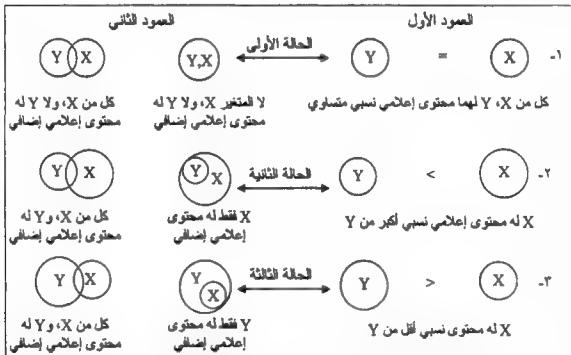 العمود الأول العمود الثاني
١- X = Y الحالة الأولى Y,X Y X
كل من X، Y لهما محتوى إعلامي نسبي متساوي لا المتغير X، ولا Y له كل من X، ولا Y له
محتوى إعلامي إضافي محتوى إعلامي إضافي
٢- X < Y الحالة الثانية Y X Y X
X له محتوى إعلامي نسبي أكبر من Y X فقط له محتوى كل من X، و Y له
إعلامي إضافي محتوى إعلامي إضافي
٣- X > Y الحالة الثالثة Y X Y X
X له محتوى نسبي أقل من Y Y فقط له محتوى كل من X، و Y له
إعلامي إضافي محتوى إعلامي إضافي